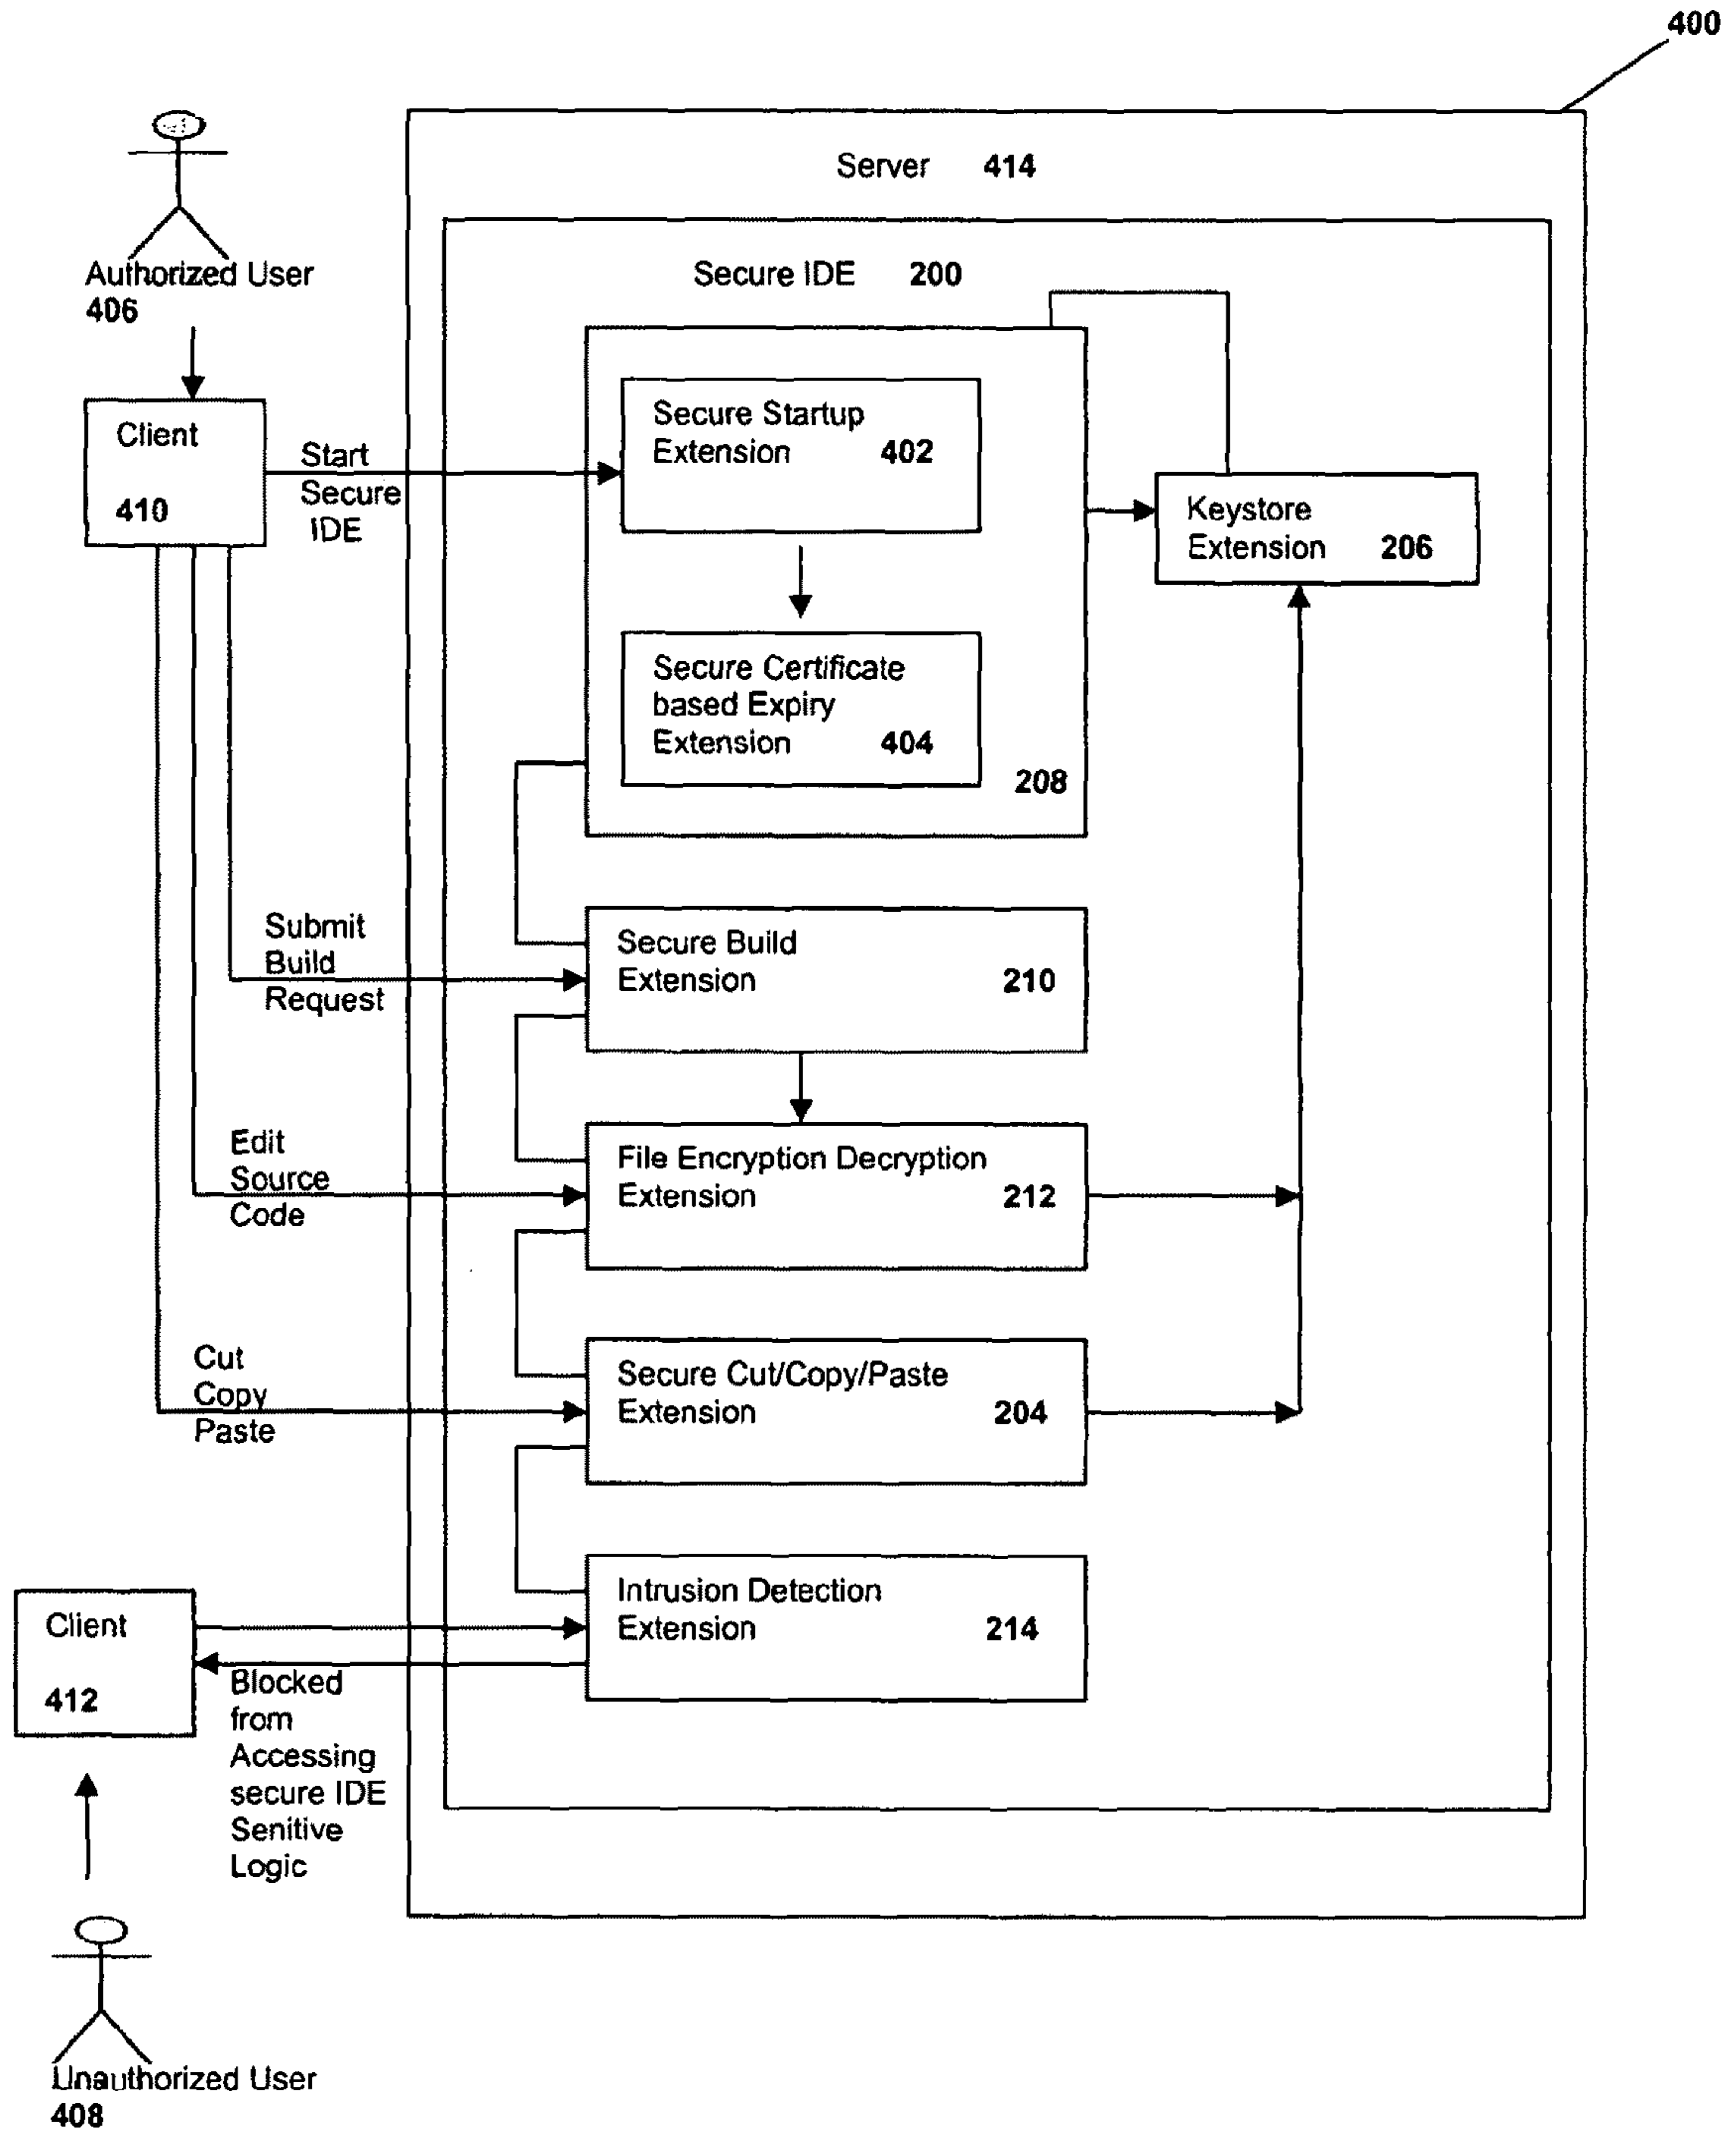 400
Server 414
Authorized User
406
Secure IDE 200
Client
410
Start
Secure
IDE
Secure Startup
Extension 402
Keystore
Extension 206
Secure Certificate
based Expiry
Extension 404
208
Submit
Build
Request
Secure Build
Extension 210
Edit
Source
Code
File Encryption Decryption
Extension 212
Cut
Copy
Paste
Secure Cut/Copy/Paste
Extension 204
Client
412
Intrusion Detection
Extension 214
Blocked
from
Accessing
secure IDE
Senitive
Logic
Unauthorized User
408